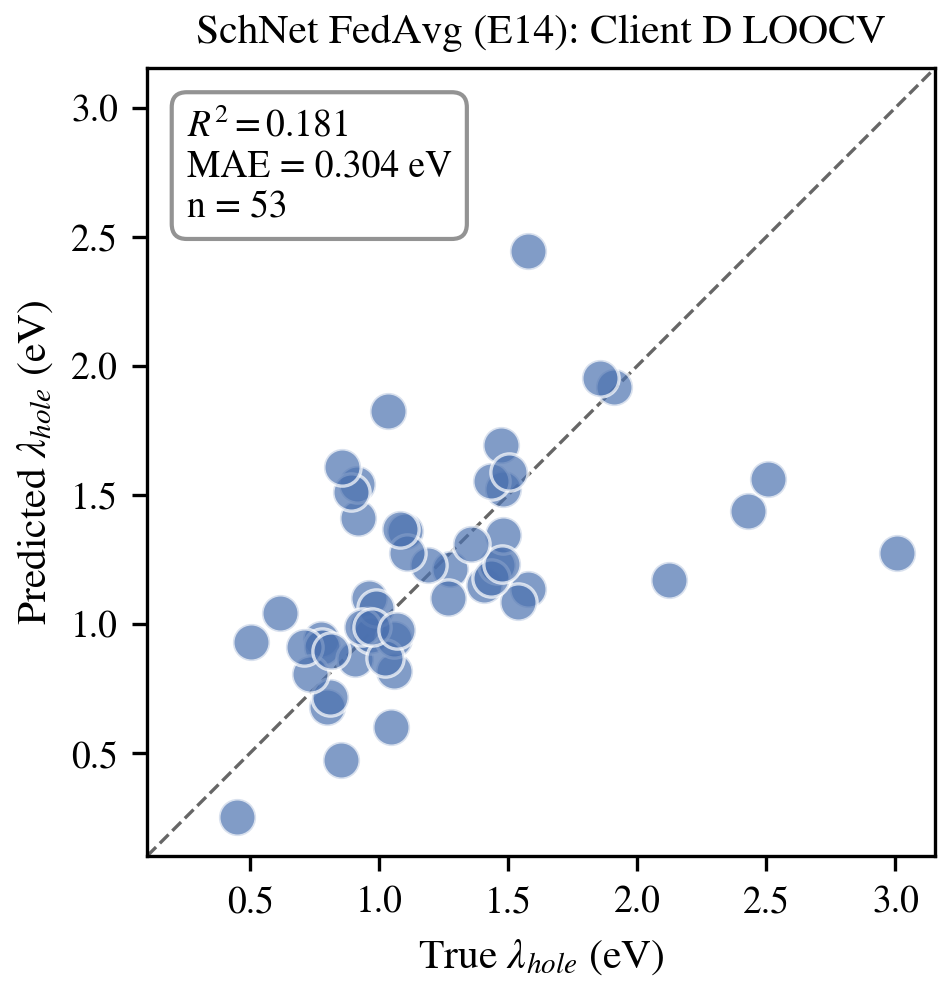 SchNet FedAvg (E14): Client D LOOCV
R² = 0.181
MAE = 0.304 eV
n = 53
Predicted λ_hole (eV)
3.0
2.5
2.0
1.5
1.0
0.5
0.5 1.0 1.5 2.0 2.5 3.0
True λ_hole (eV)